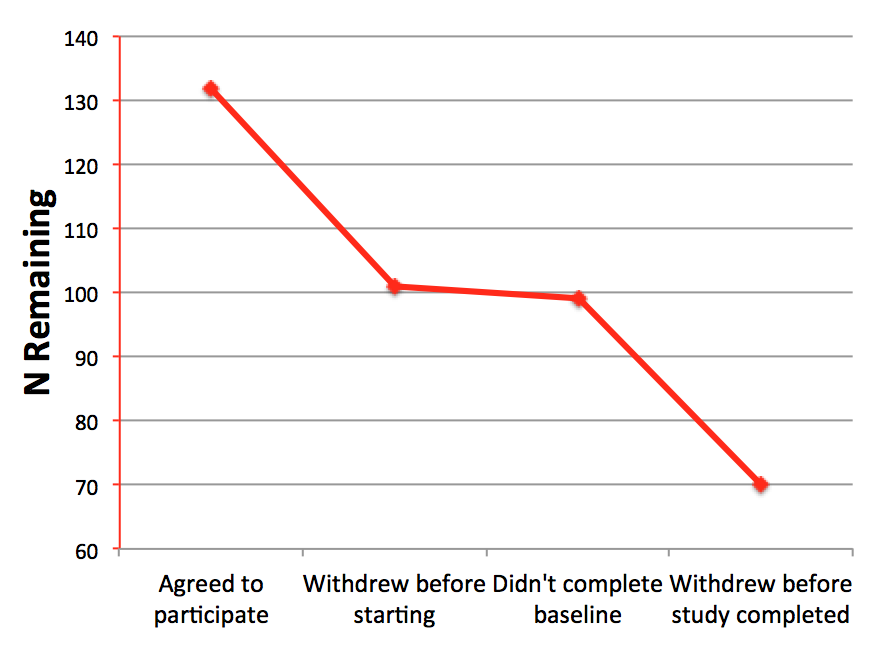 140
130
120
110
100
90
80
70
60
N Remaining
Agreed to
participate
Withdrew before
starting
Didn't complete
baseline
Withdrew before
study completed